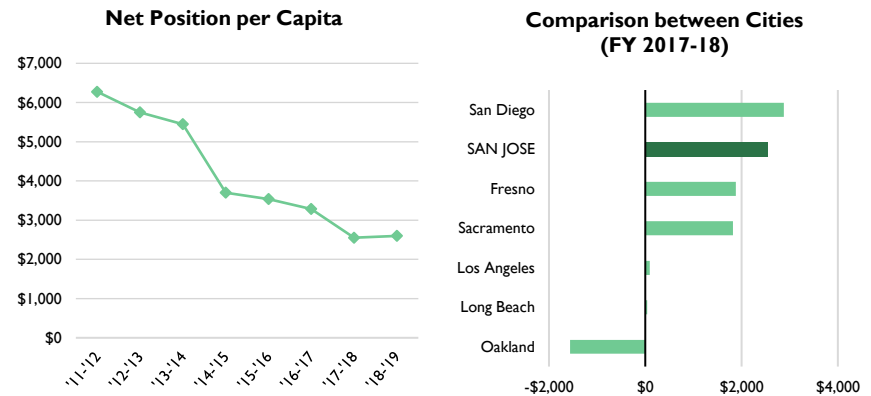 Net Position per Capita
$7,000
$6,000
$5,000
$4,000
$3,000
$2,000
$1,000
$0
'11-'12
'12-'13
'13-'14
'14-'15
'15-'16
'16-'17
'17-'18
'18-'19
Comparison between Cities
(FY 2017-18)
San Diego
SAN JOSE
Fresno
Sacramento
Los Angeles
Long Beach
Oakland
-$2,000
$0
$2,000
$4,000